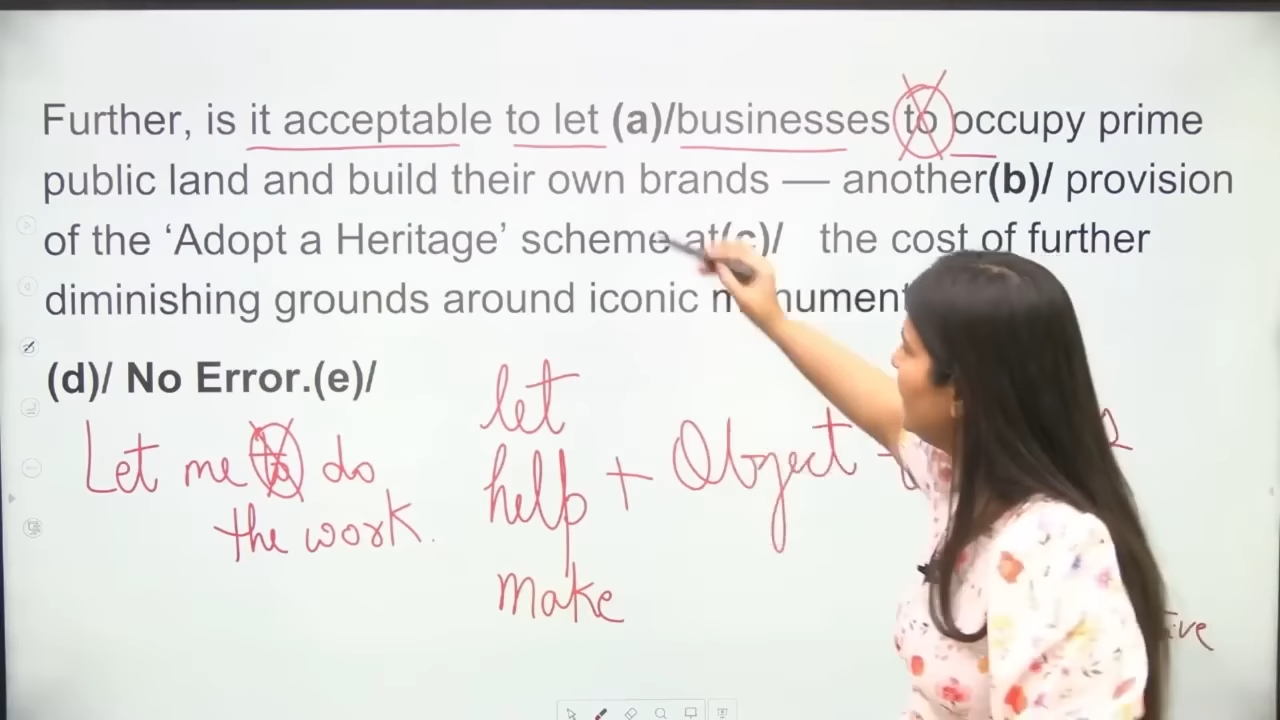 Further, is it acceptable to let (a)/businesses to occupy prime
public land and build their own brands — another(b)/ provision
of the ‘Adopt a Heritage’ scheme at(c)/ the cost of further
diminishing grounds around iconic
(d)/ No Error.(e)/
Let me to do
the work.
let
help + Object +
make